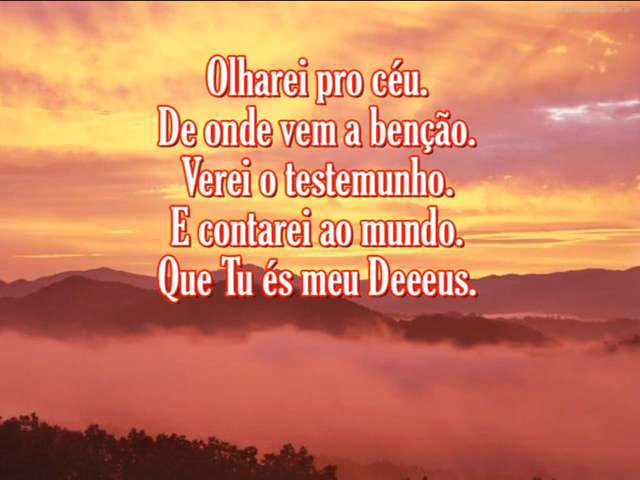 Olharei pro céu.
De onde vem a benção.
Verei o testemunho.
E contarei ao mundo.
Que Tu és meu Deeeus.